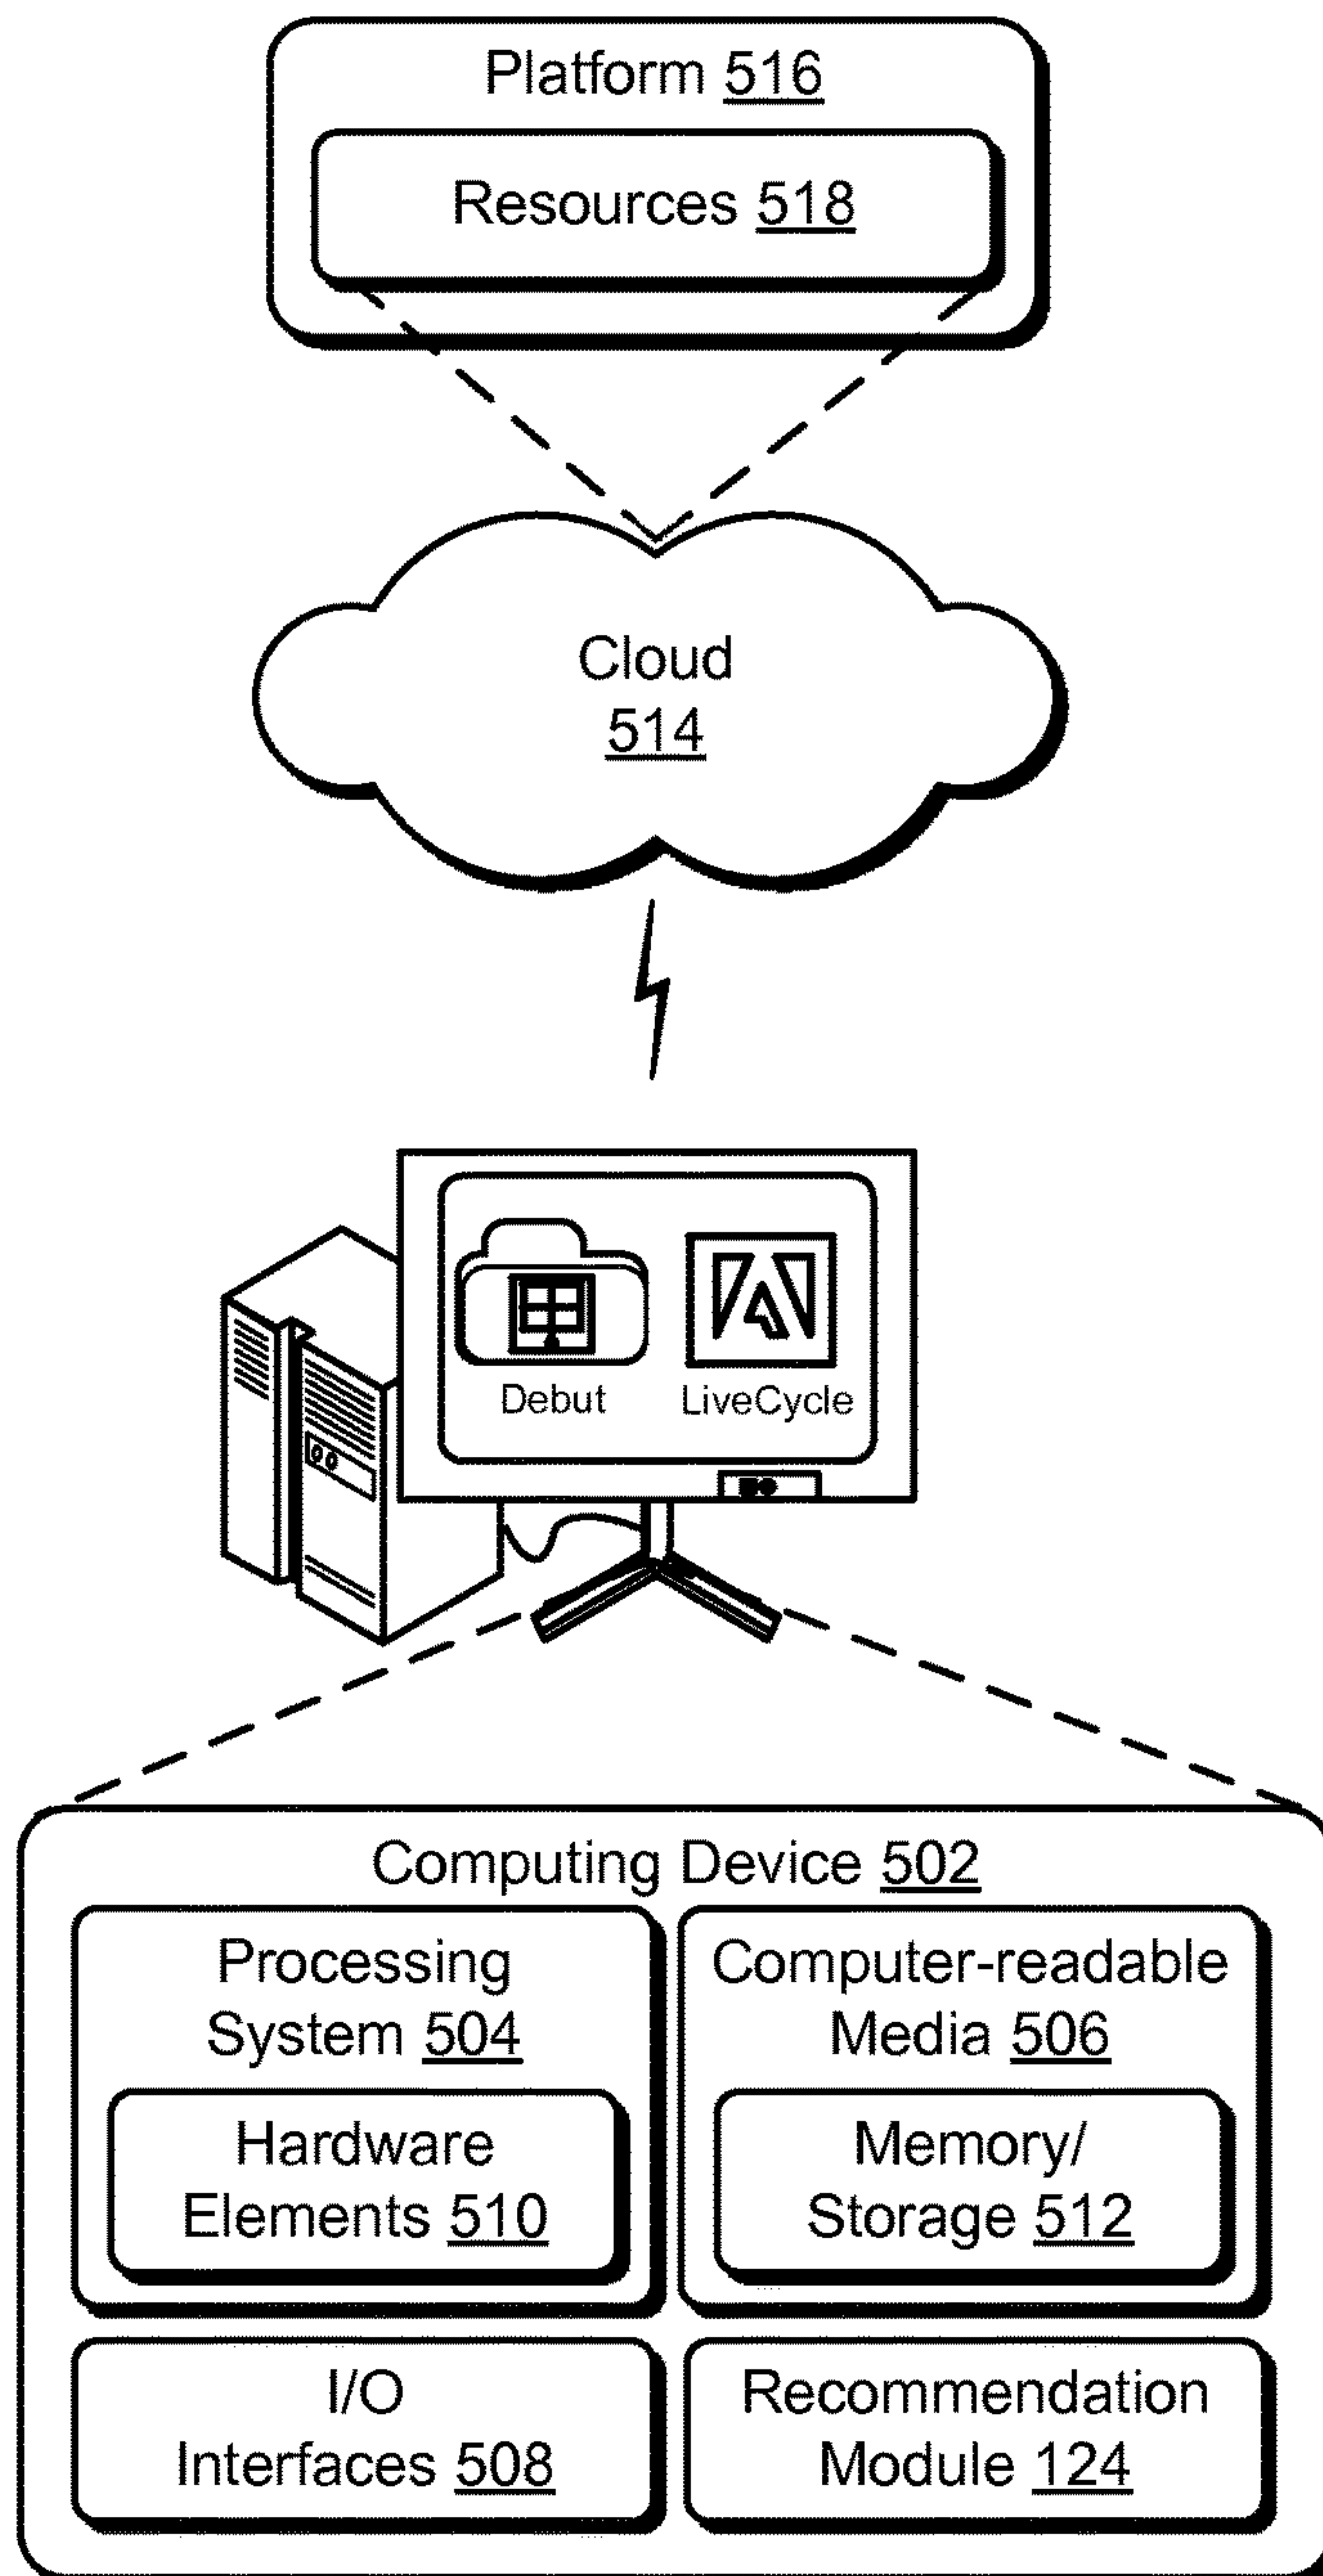 Platform 516
Resources 518
Cloud
514
Debut
LiveCycle
Computing Device 502
Processing
System 504
Hardware
Elements 510
Computer-readable
Media 506
Memory/
Storage 512
I/O
Interfaces 508
Recommendation
Module 124